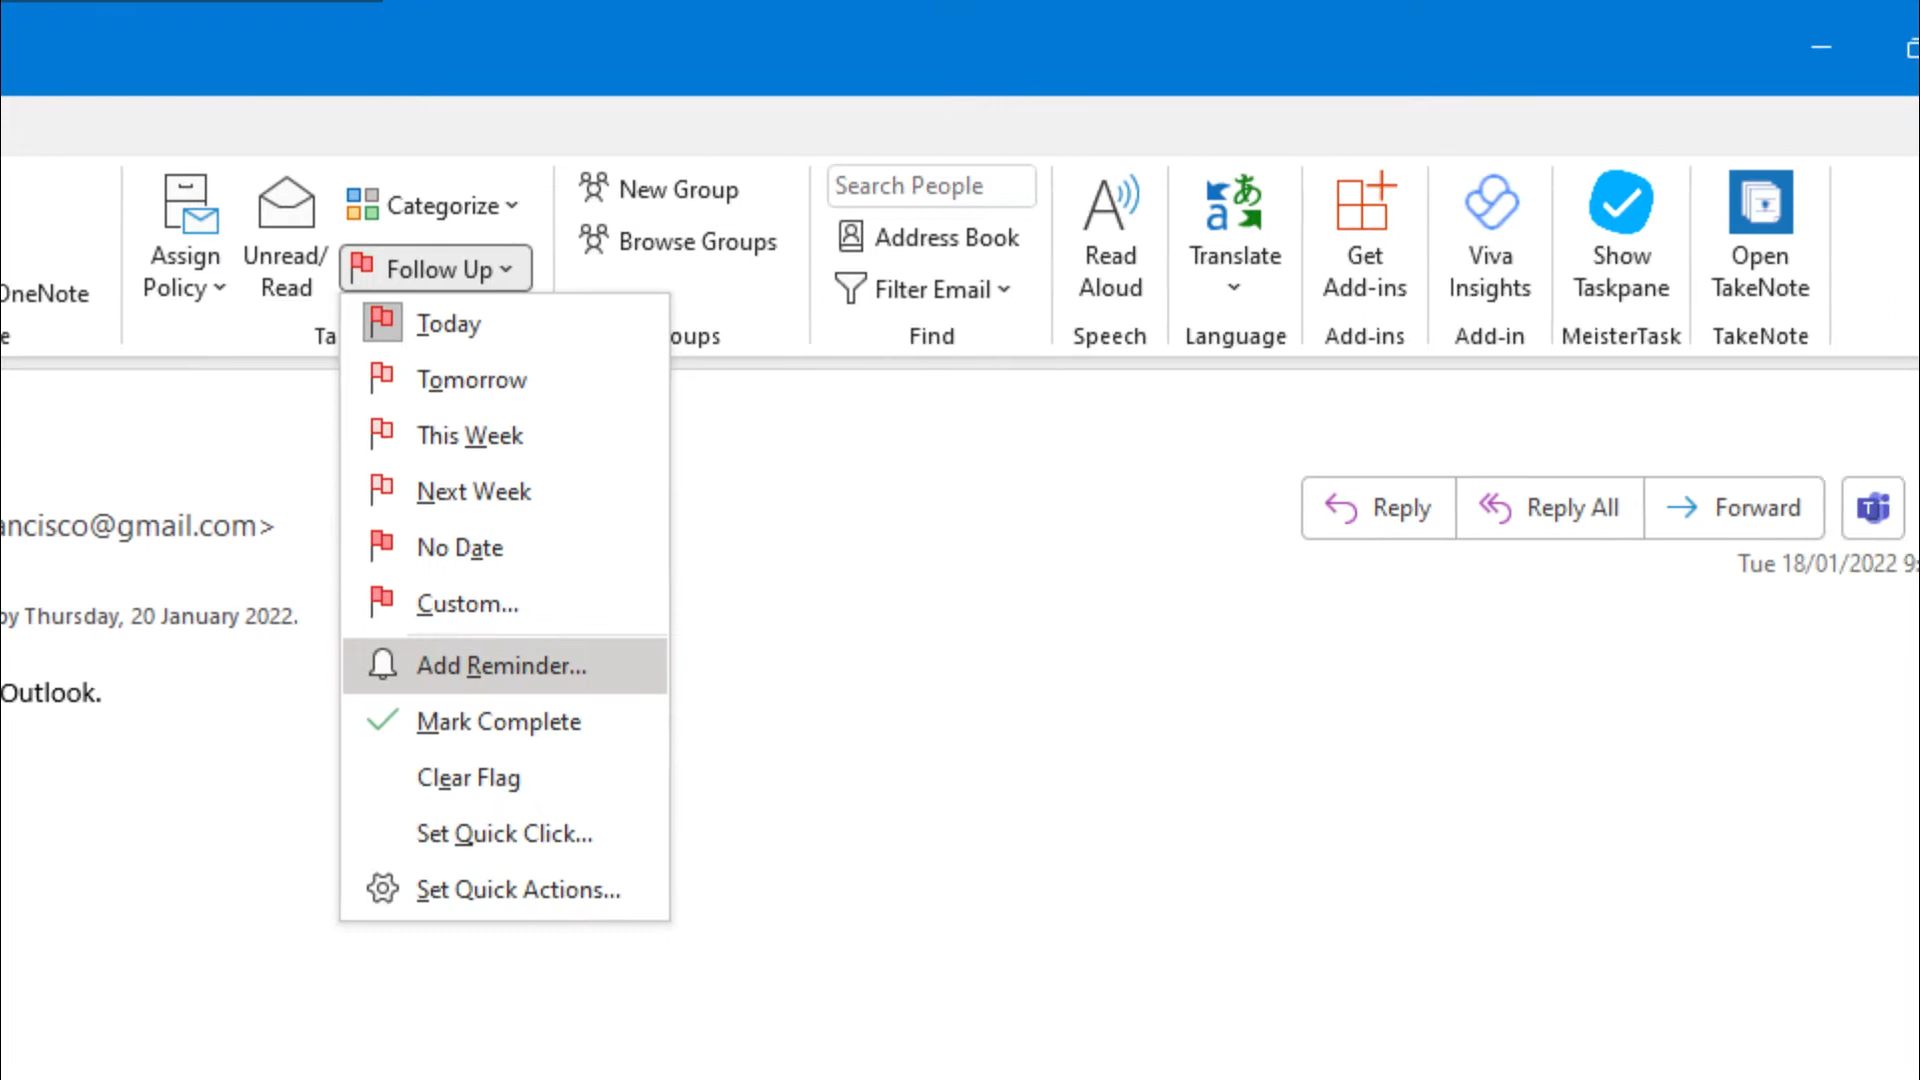 Assign Policy
Unread/ Read
Categorize
Follow Up
New Group
Browse Groups
Search People
Address Book
Filter Email
Read Aloud
Translate
Get Add-ins
Viva Insights
Show Taskpane
Open TakeNote
OneNote
oups
Find
Speech
Language
Add-ins
Add-in
MeisterTask
TakeNote
Today
Tomorrow
This Week
Next Week
No Date
Custom...
Add Reminder...
Mark Complete
Clear Flag
Set Quick Click...
Set Quick Actions...
ancisco@gmail.com>
by Thursday, 20 January 2022.
Outlook.
Reply
Reply All
Forward
Tue 18/01/2022 9: